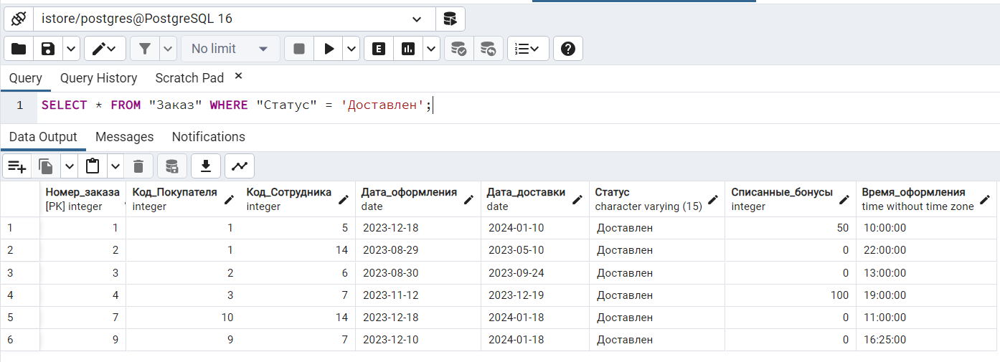 istore/postgres@PostgreSQL 16
No limit
E
Query Query History Scratch Pad ×
1 SELECT * FROM "Заказ" WHERE "Статус" = 'Доставлен';
Data Output Messages Notifications
Номер_заказа Код_Покупателя Код_Сотрудника Дата_оформления Дата_доставки Статус Списанные_бонусы Время_оформления
[PK] integer integer integer date date character varying (15) integer time without time zone
1 1 1 5 2023-12-18 2024-01-10 Доставлен 50 10:00:00
2 2 1 14 2023-08-29 2023-05-10 Доставлен 0 22:00:00
3 3 2 6 2023-08-30 2023-09-24 Доставлен 0 13:00:00
4 4 3 7 2023-11-12 2023-12-19 Доставлен 100 19:00:00
5 7 10 14 2023-12-18 2024-01-18 Доставлен 0 11:00:00
6 9 9 7 2023-12-10 2024-01-18 Доставлен 0 16:25:00